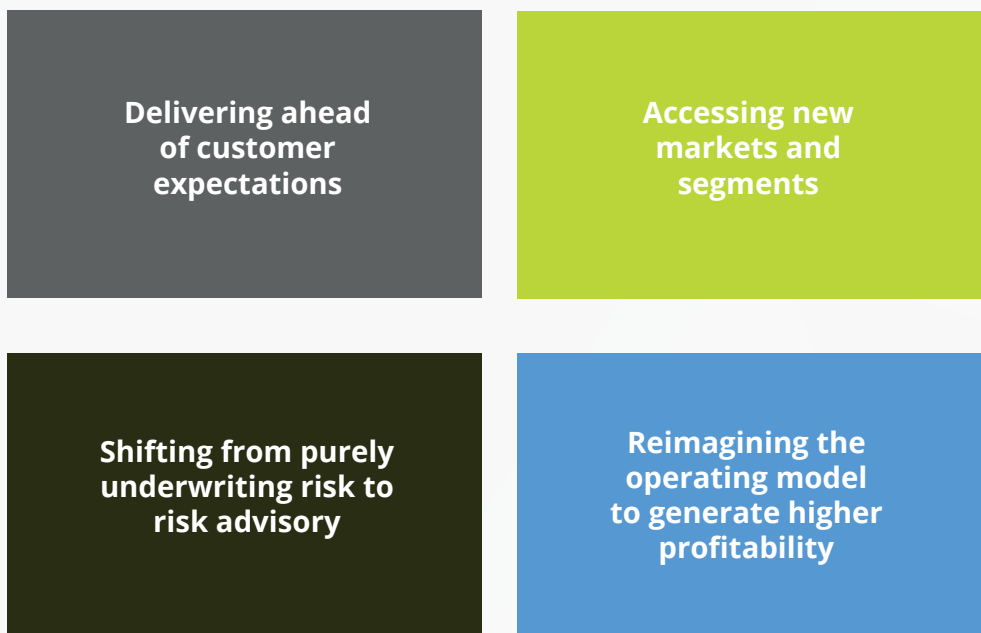 Delivering ahead
of customer
expectations
Accessing new
markets and
segments
Shifting from purely
underwriting risk to
risk advisory
Reimagining the
operating model
to generate higher
profitability